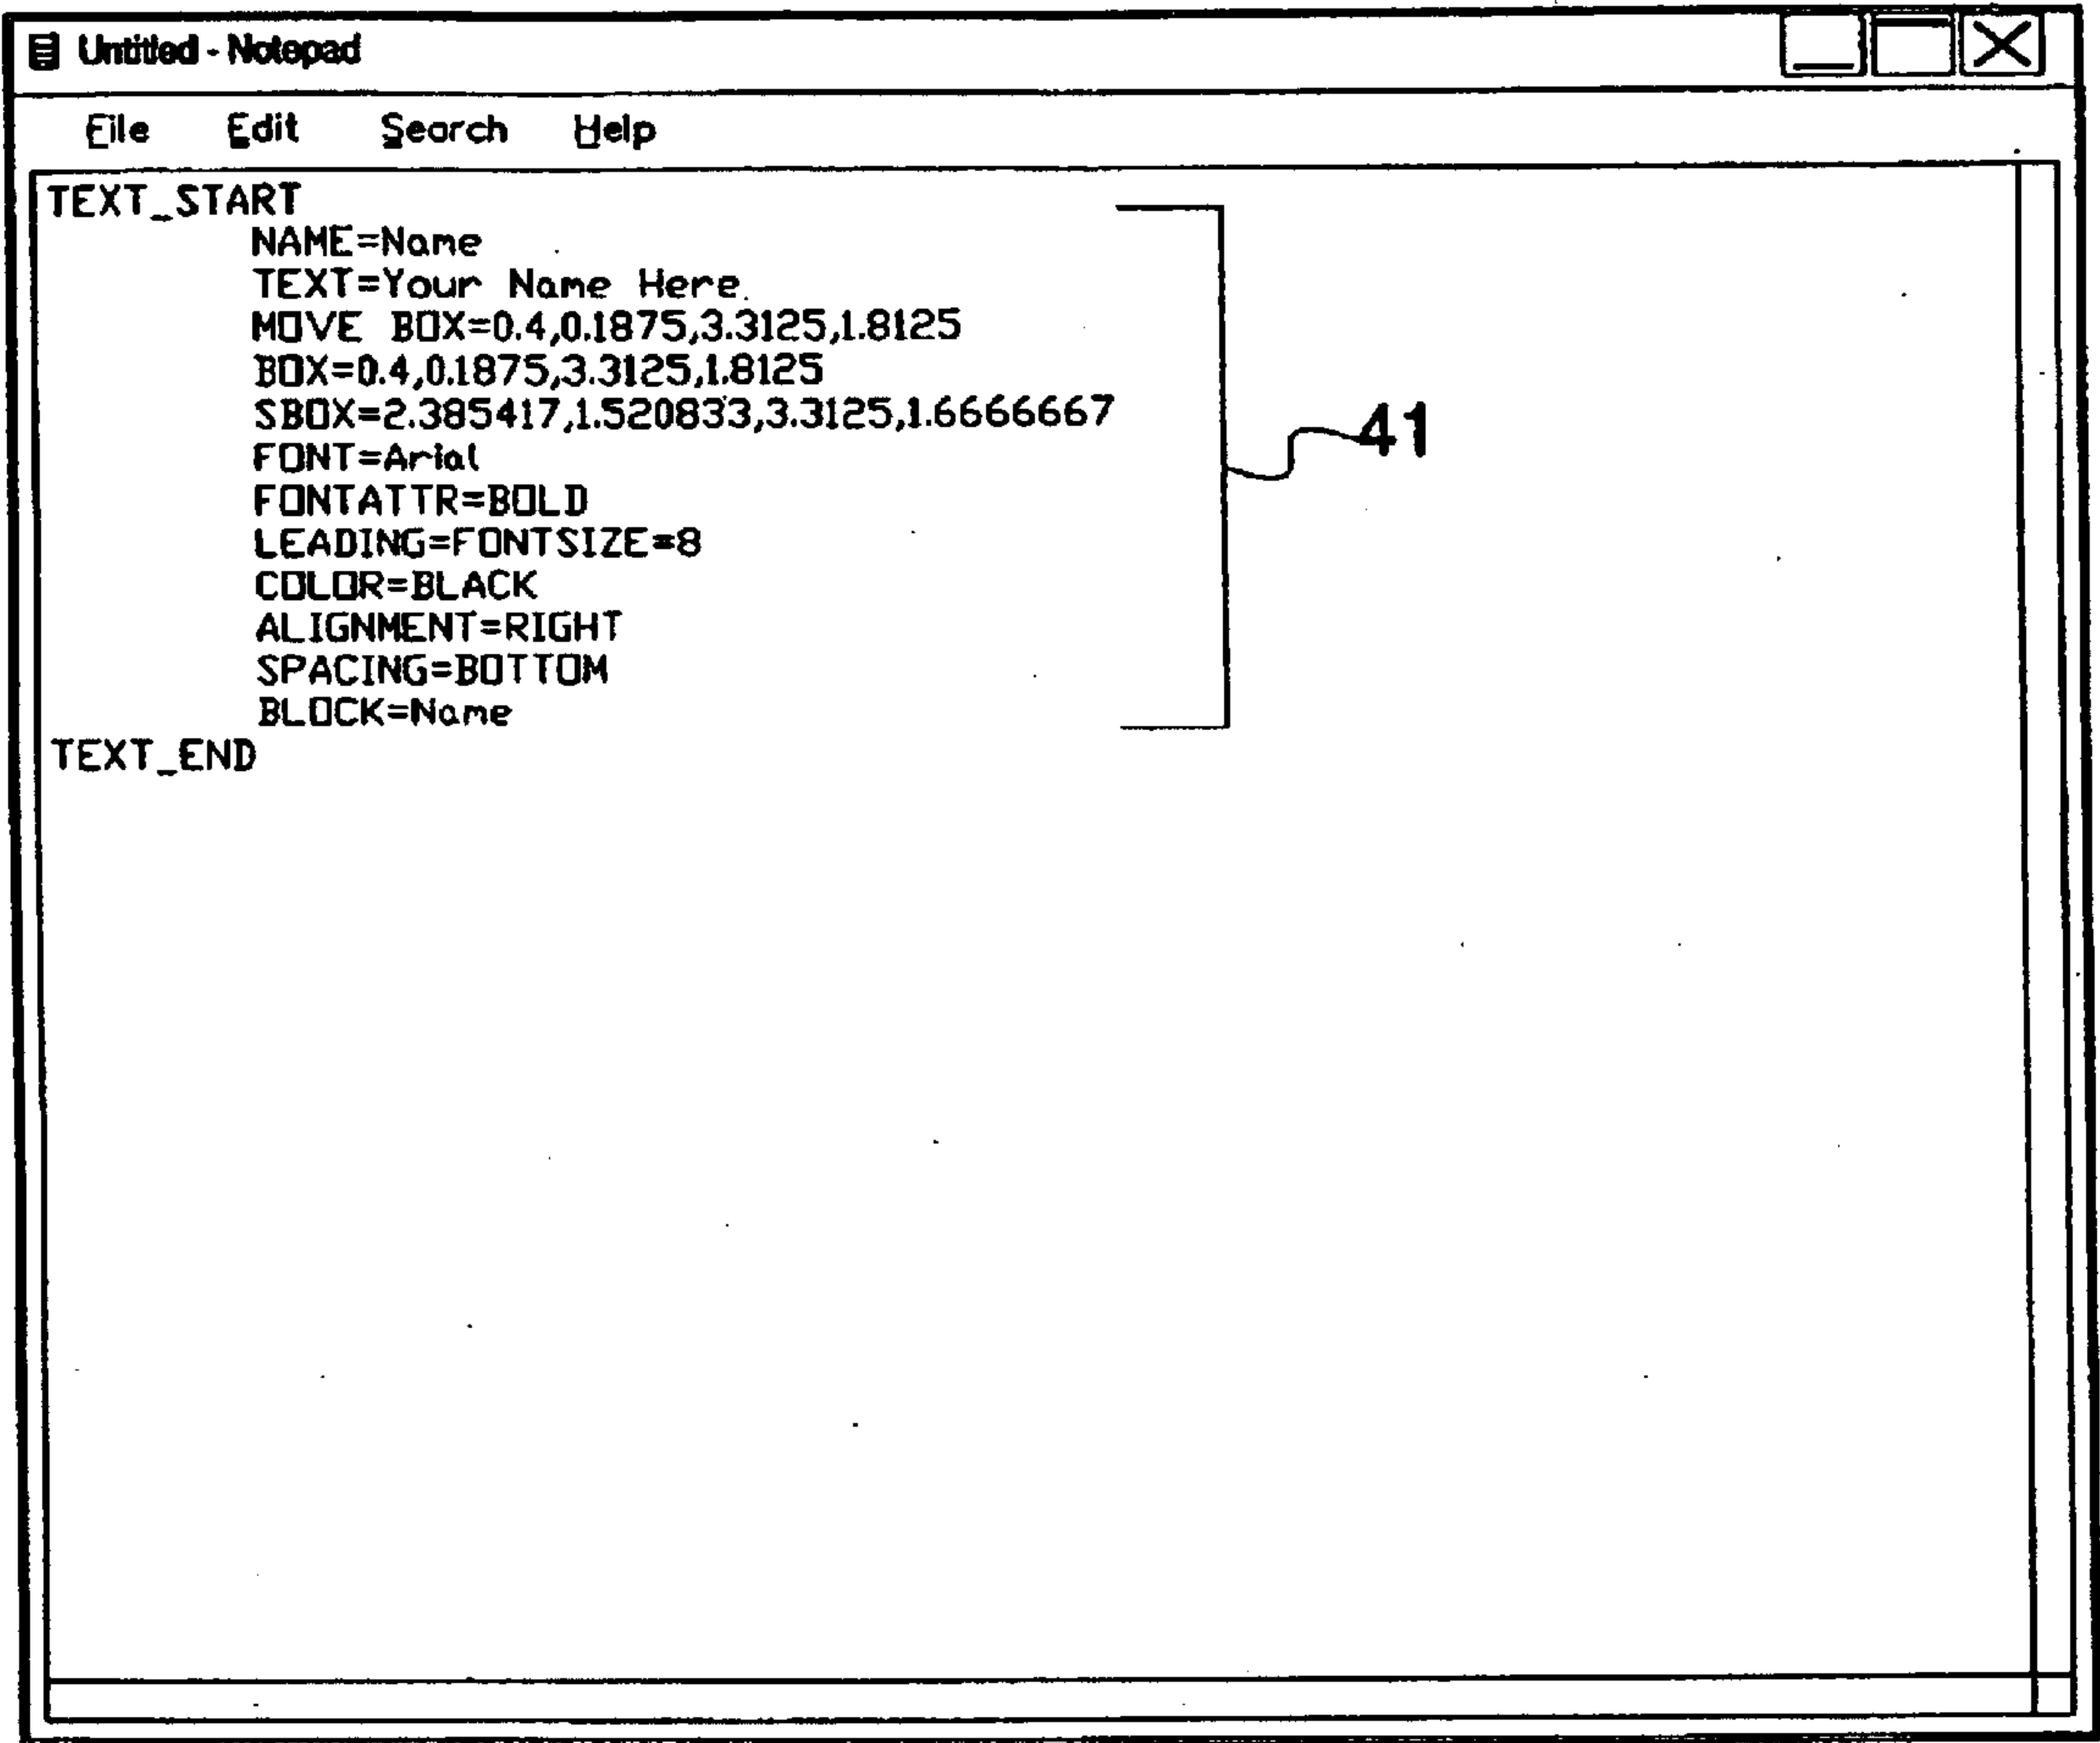 Untitled - Notepad
File Edit Search Help
TEXT_START
NAME=Name
TEXT=Your Name Here
MOVE BOX=0.4,0.1875,3.3125,1.8125
BOX=0.4,0.1875,3.3125,1.8125
SBOX=2.385417,1.520833,3.3125,1.6666667
FONT=Arial
FONTATTR=BOLD
LEADING=FONTSIZE=8
COLOR=BLACK
ALIGNMENT=RIGHT
SPACING=BOTTOM
BLOCK=Name
TEXT_END
41